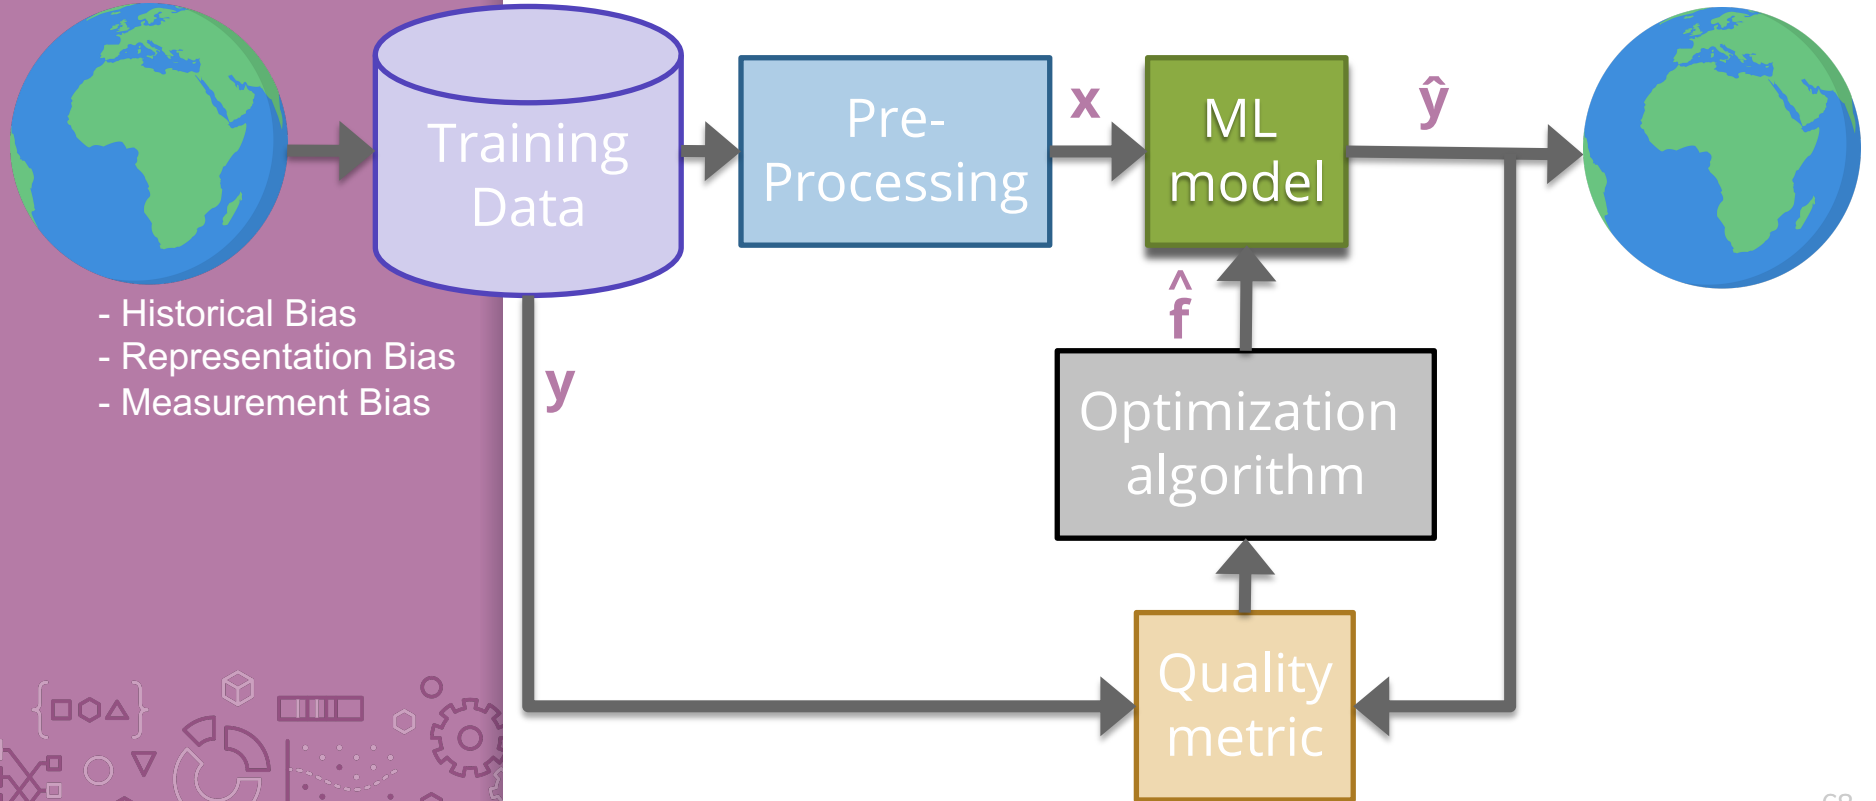 Training
Data
Pre-
Processing
x
ML
model
ŷ
- Historical Bias
- Representation Bias
- Measurement Bias
y
f̂
Optimization
algorithm
Quality
metric